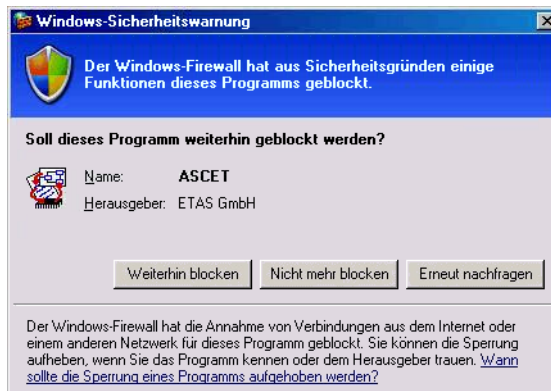 Windows-Sicherheitswarnung
Der Windows-Firewall hat aus Sicherheitsgründen einige
Funktionen dieses Programms geblockt.
Soll dieses Programm weiterhin geblockt werden?
Name: ASCET
Herausgeber: ETAS GmbH
Weiterhin blocken Nicht mehr blocken Erneut nachfragen
Der Windows-Firewall hat die Annahme von Verbindungen aus dem Internet oder
einem anderen Netzwerk für dieses Programm geblockt. Sie können die Sperrung
aufheben, wenn Sie das Programm kennen oder dem Herausgeber trauen. Wann
sollte die Sperrung eines Programms aufgehoben werden?